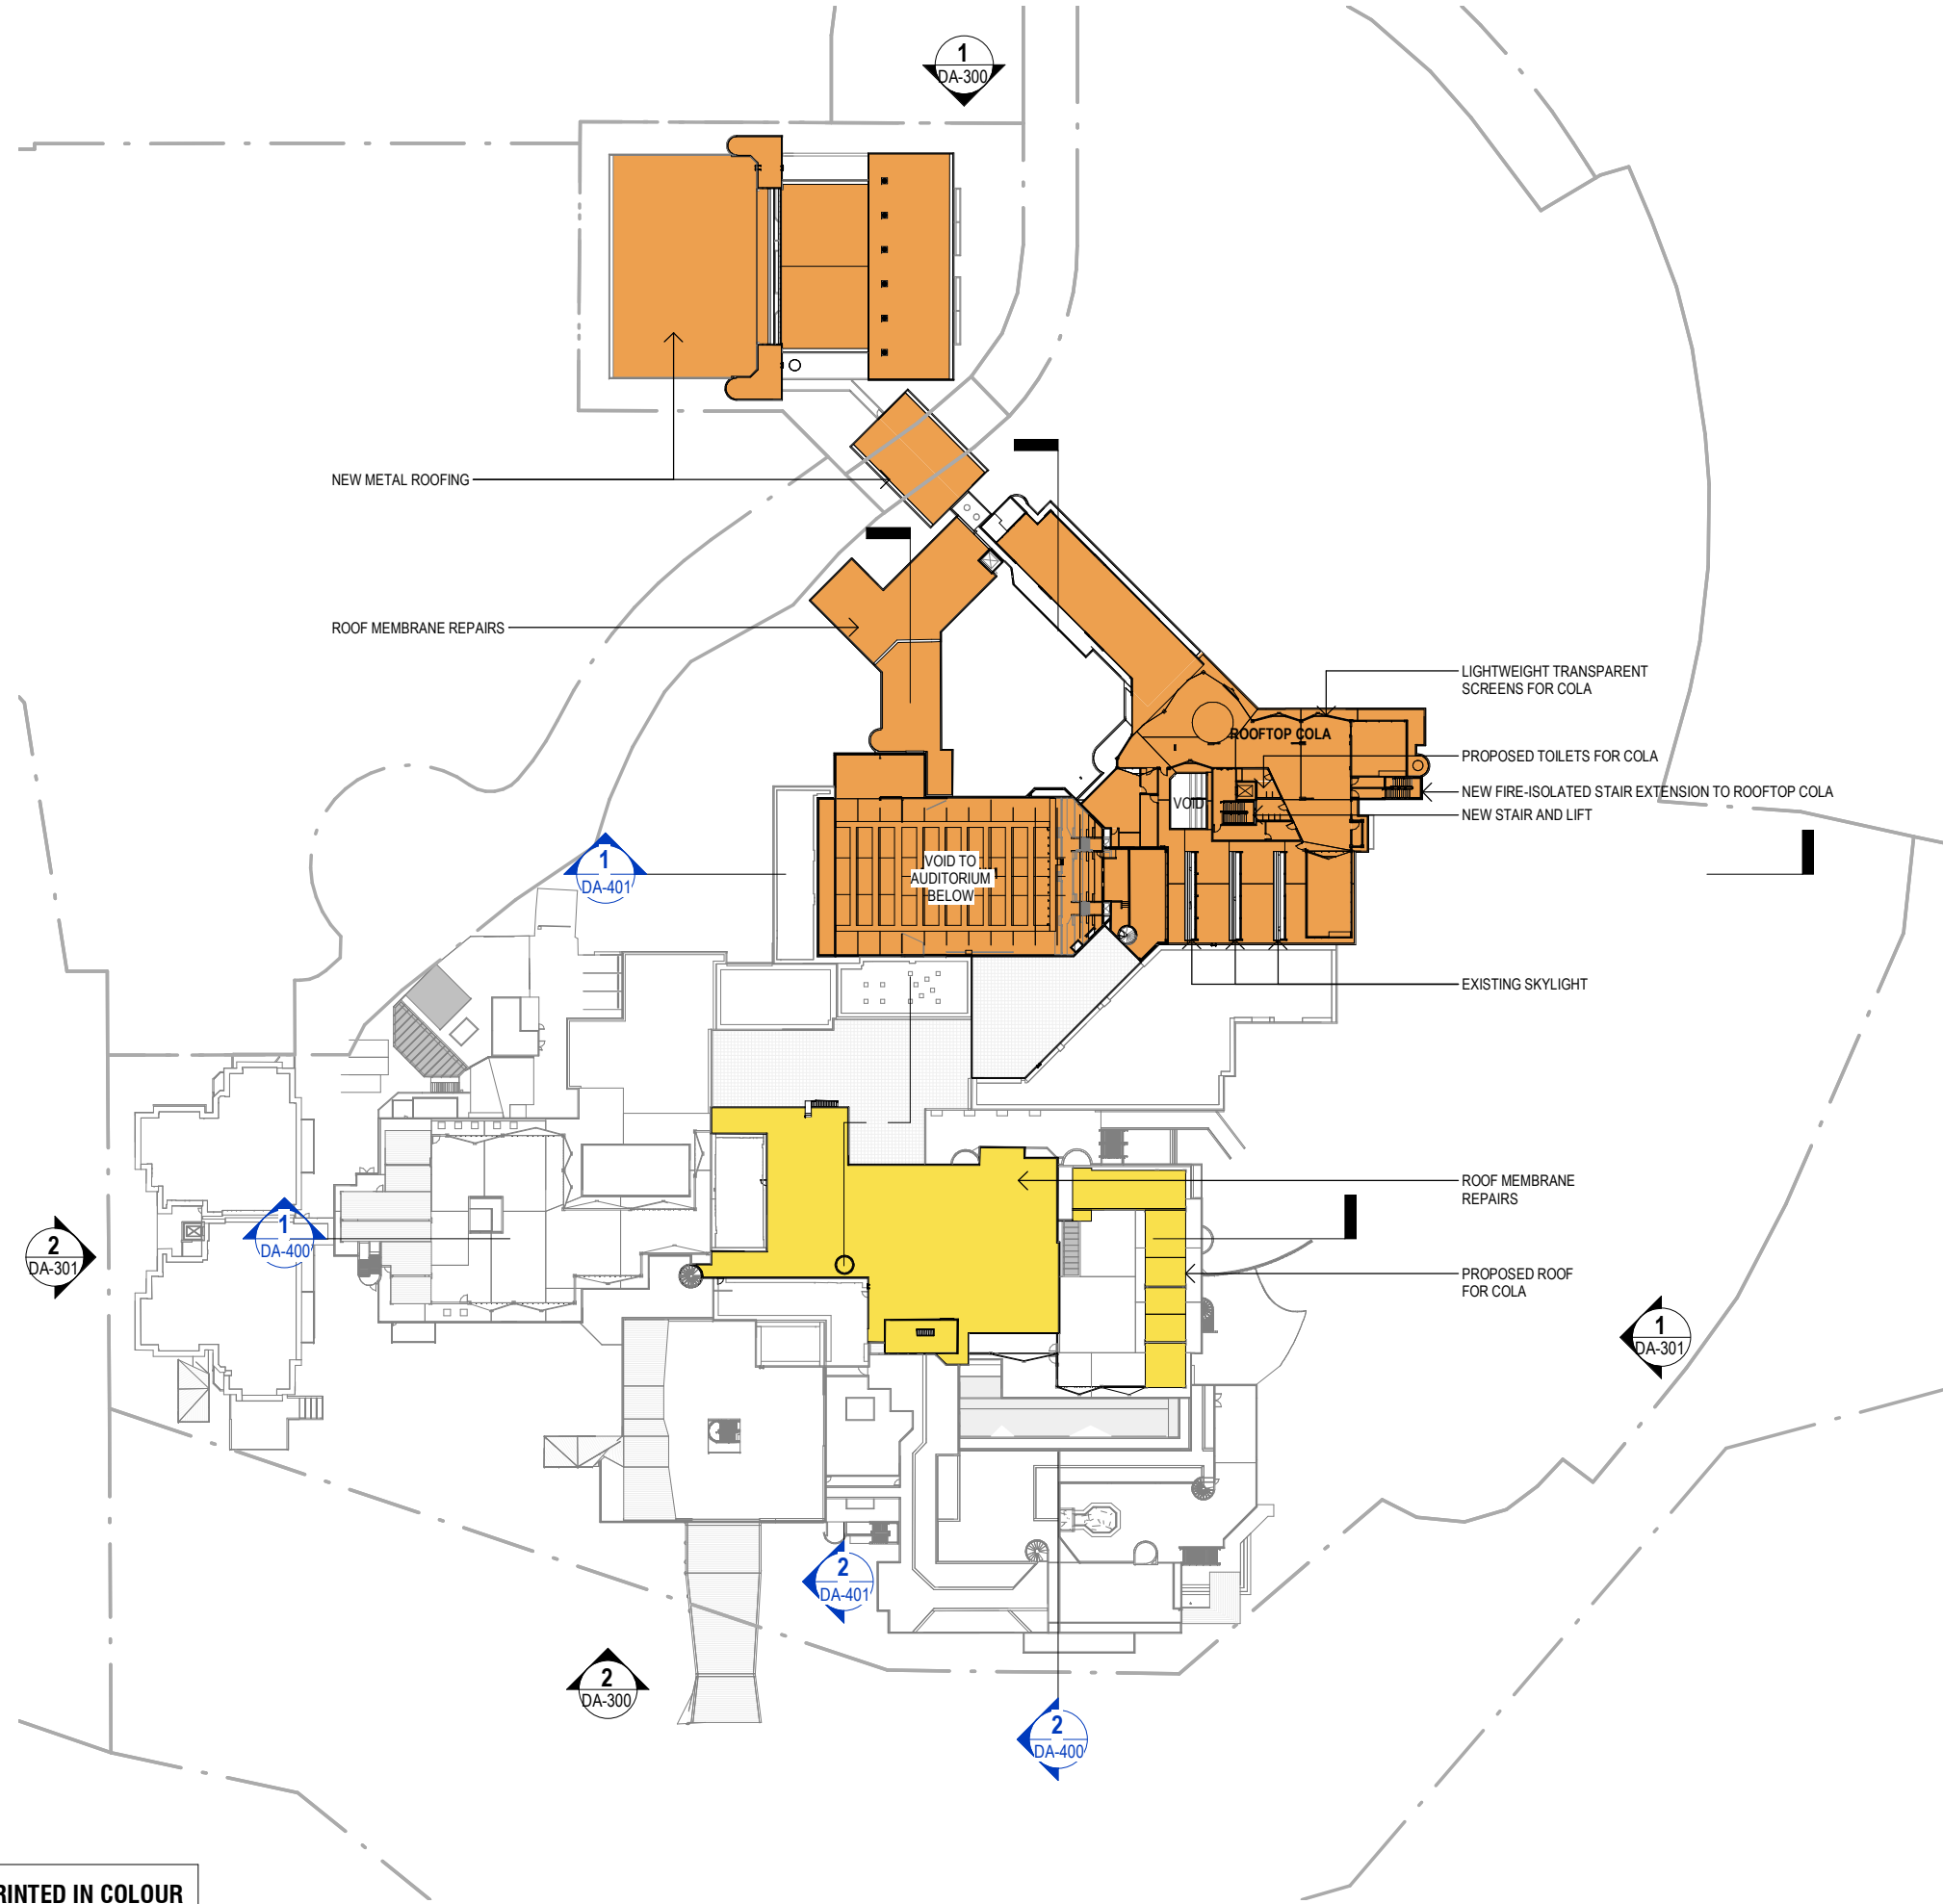 1
DA-300
NEW METAL ROOFING
ROOF MEMBRANE REPAIRS
LIGHTWEIGHT TRANSPARENT
SCREENS FOR COLA
ROOFTOP COLA
PROPOSED TOILETS FOR COLA
NEW FIRE-ISOLATED STAIR EXTENSION TO ROOFTOP COLA
VOID
NEW STAIR AND LIFT
1
DA-401
VOID TO
AUDITORIUM
BELOW
EXISTING SKYLIGHT
ROOF MEMBRANE
REPAIRS
1
DA-400
2
DA-301
PROPOSED ROOF
FOR COLA
1
DA-301
2
DA-401
2
DA-300
2
DA-400
RINTED IN COLOUR